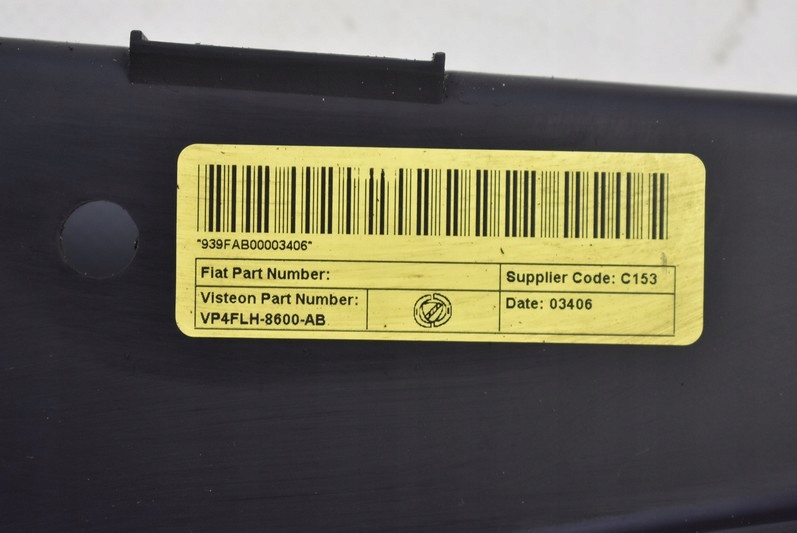 "939FAB00003406"
Fiat Part Number:
Supplier Code: C153
Visteon Part Number:
VP4FLH-8600-AB
Date: 03406